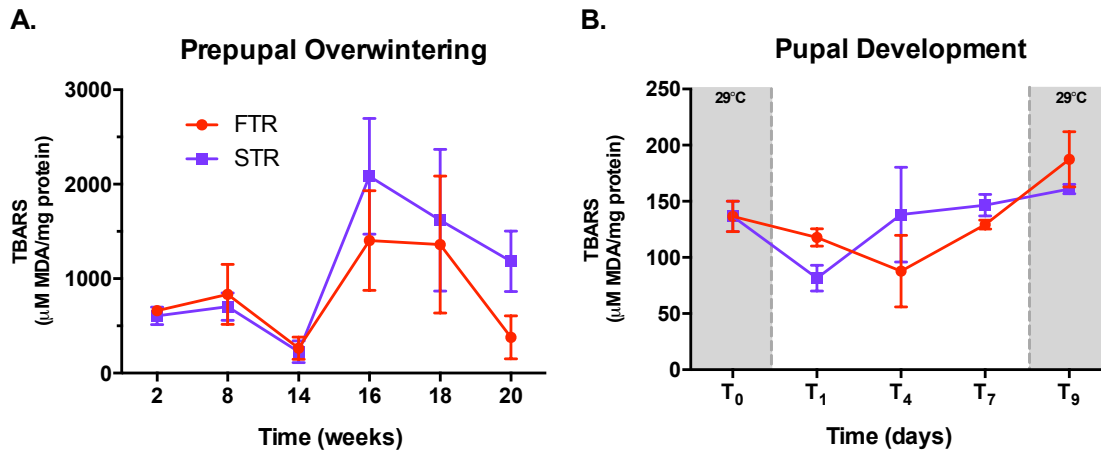 A.
Prepupal Overwintering
TBARS
(μM MDA/mg protein)
3000
2000
1000
0
FTR
STR
2 8 14 16 18 20
Time (weeks)
B.
Pupal Development
TBARS
(μM MDA/mg protein)
250
200
150
100
50
0
29°C
29°C
T0 T1 T4 T7 T9
Time (days)